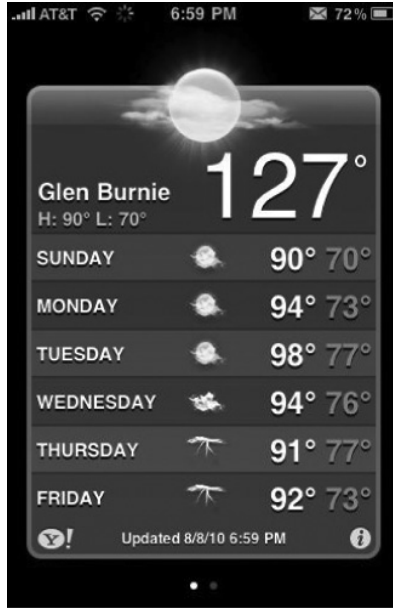 AT&T 6:59 PM 72%
127°
Glen Burnie
H: 90° L: 70°
SUNDAY 90° 70°
MONDAY 94° 73°
TUESDAY 98° 77°
WEDNESDAY 94° 76°
THURSDAY 91° 77°
FRIDAY 92° 73°
Y! Updated 8/8/10 6:59 PM i